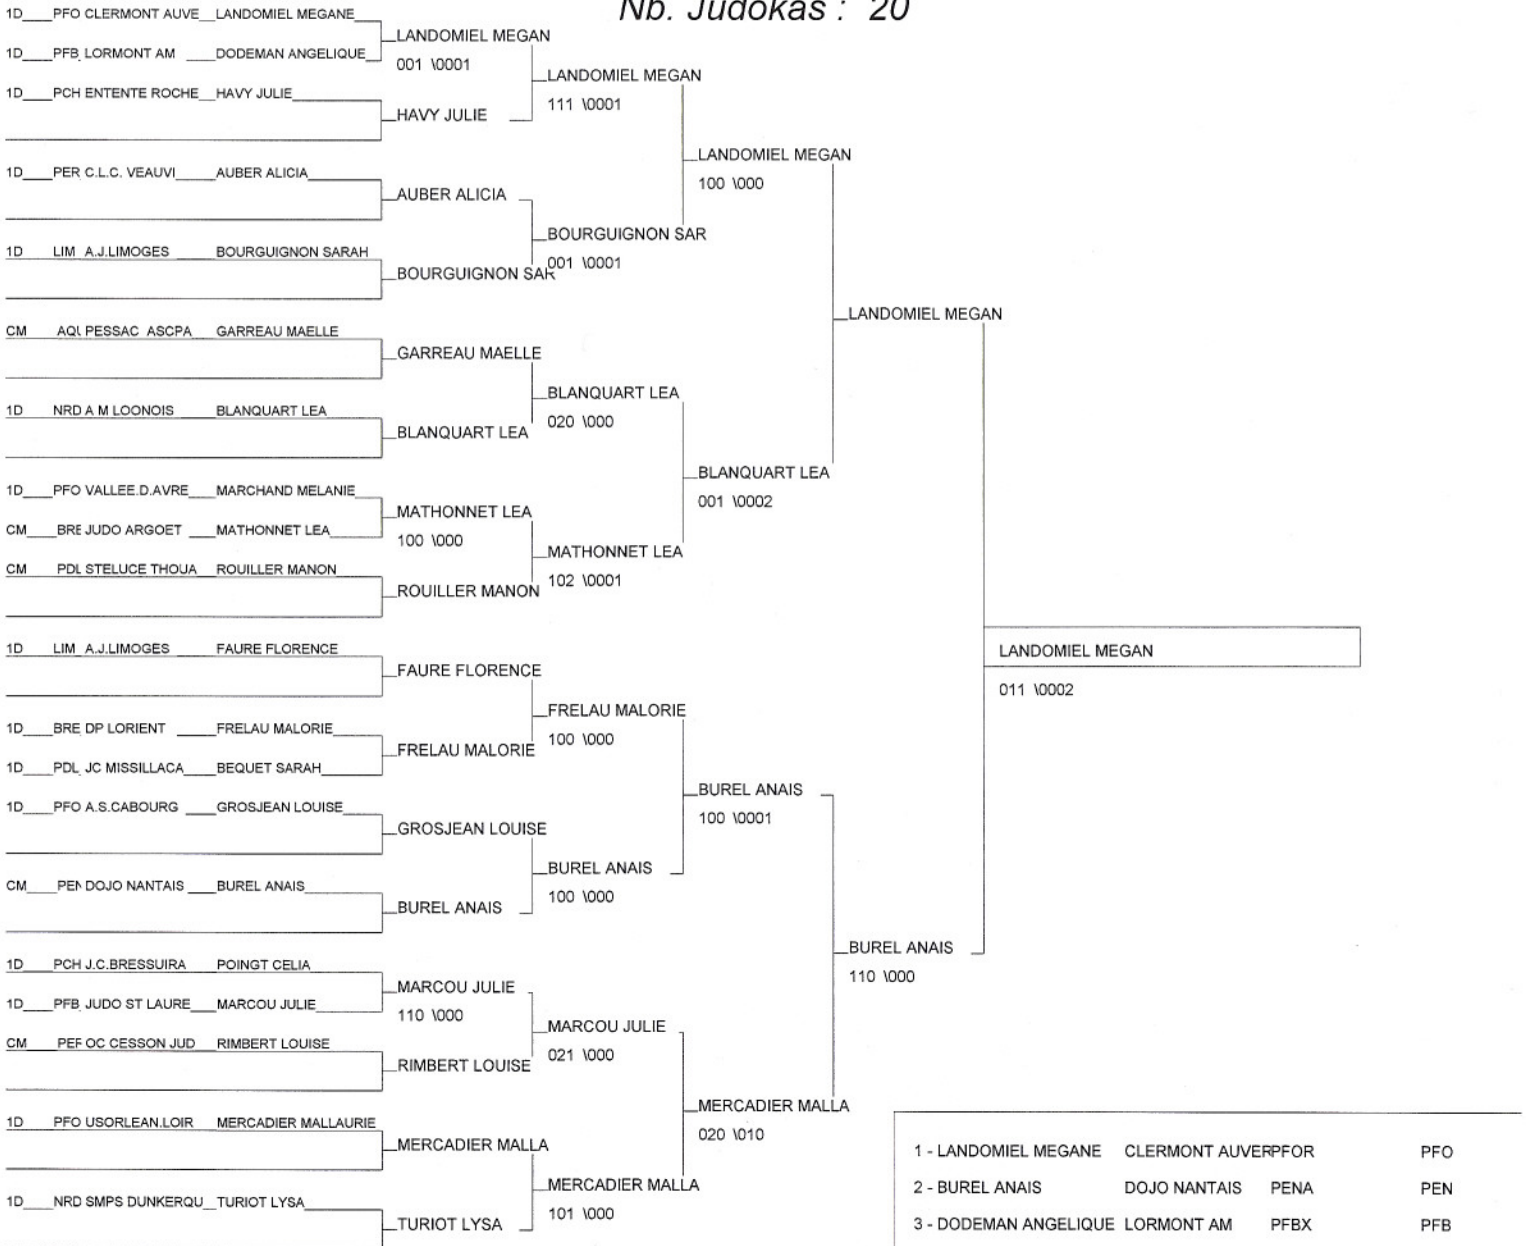 Nb. Judokas : 20
1D PFO CLERMONT AUVE LANDOMIEL MEGANE
LANDOMIEL MEGAN
1D PFB LORMONT AM DODEMAN ANGELIQUE
001 \0001
LANDOMIEL MEGAN
1D PCH ENTENTE ROCHE HAVY JULIE
111 \0001
HAVY JULIE
LANDOMIEL MEGAN
1D PER C.L.C. VEAUVI AUBER ALICIA
100 \000
AUBER ALICIA
BOURGUIGNON SAR
1D LIM A.J.LIMOGES BOURGUIGNON SARAH
001 \0001
BOURGUIGNON SAR
LANDOMIEL MEGAN
CM AQU PESSAC ASCPA GARREAU MAELLE
GARREAU MAELLE
BLANQUART LEA
1D NRD A M LOONOIS BLANQUART LEA
020 \000
BLANQUART LEA
BLANQUART LEA
1D PFO VALLEE.D.AVRE MARCHAND MELANIE
001 \0002
MATHONNET LEA
CM BRE JUDO ARGOET MATHONNET LEA
100 \000
MATHONNET LEA
CM PDL STELUCE THOUA ROUILLER MANON
102 \0001
ROUILLER MANON
1D LIM A.J.LIMOGES FAURE FLORENCE
LANDOMIEL MEGAN
FAURE FLORENCE
011 \0002
FRELAU MALORIE
1D BRE DP LORIENT FRELAU MALORIE
100 \000
FRELAU MALORIE
1D PDL JC MISSILLACA BEQUET SARAH
BUREL ANAIS
1D PFO A.S.CABOURG GROSJEAN LOUISE
100 \0001
GROSJEAN LOUISE
BUREL ANAIS
CM PEN DOJO NANTAIS BUREL ANAIS
100 \000
BUREL ANAIS
BUREL ANAIS
1D PCH J.C.BRESSUIRA POINGT CELIA
110 \000
MARCOU JULIE
1D PFB JUDO ST LAURE MARCOU JULIE
110 \000
MARCOU JULIE
CM PEF OC CESSON JUD RIMBERT LOUISE
021 \000
RIMBERT LOUISE
MERCADIER MALLA
1D PFO USORLEAN.LOIR MERCADIER MALLAURIE
020 \010
MERCADIER MALLA
1 - LANDOMIEL MEGANE CLERMONT AUVERPFOR PFO
MERCADIER MALLA
2 - BUREL ANAIS DOJO NANTAIS PENA PEN
1D NRD SMPS DUNKERQU TURIOT LYSA
101 \000
TURIOT LYSA
3 - DODEMAN ANGELIQUE LORMONT AM PFBX PFB